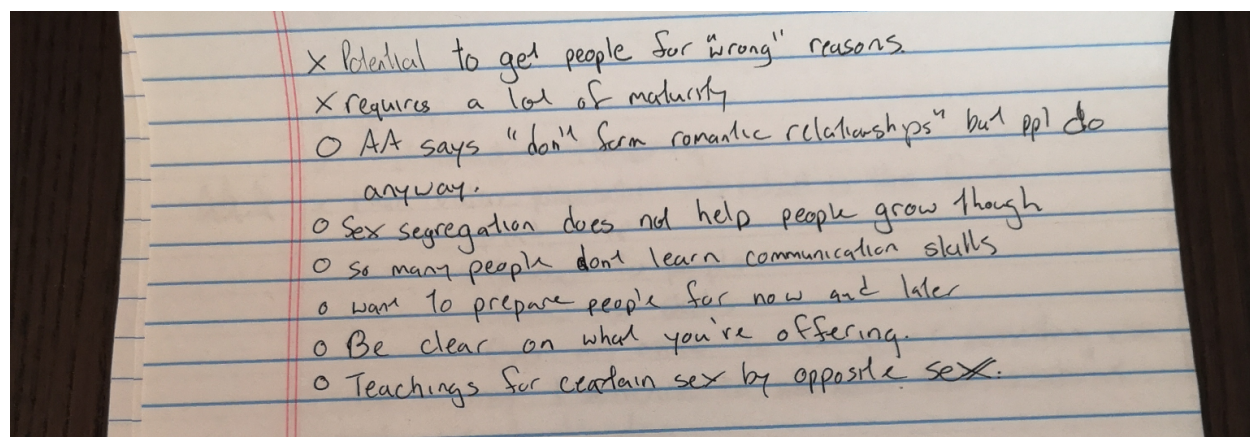 x Potential to get people for "wrong" reasons
x requires a lot of maturity
o AA says "don't form romantic relationships" but ppl do
anyway.
o Sex segregation does not help people grow though
o so many people dont learn communication skills
o want to prepare people for now and later
o Be clear on what you're offering.
o Teachings for ceartain sex by opposite sex.